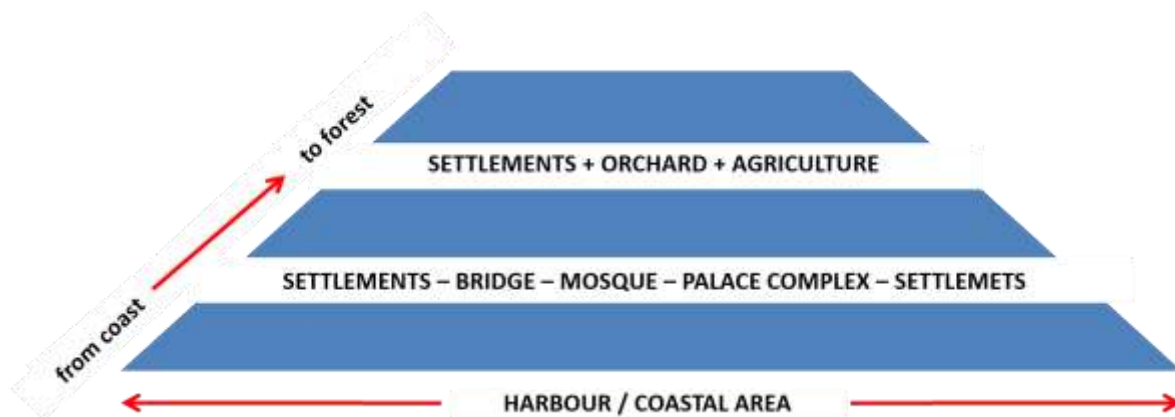 to forest
SETTLEMENTS + ORCHARD + AGRICULTURE
SETTLEMENTS – BRIDGE – MOSQUE – PALACE COMPLEX – SETTLEMETS
from coast
HARBOUR / COASTAL AREA